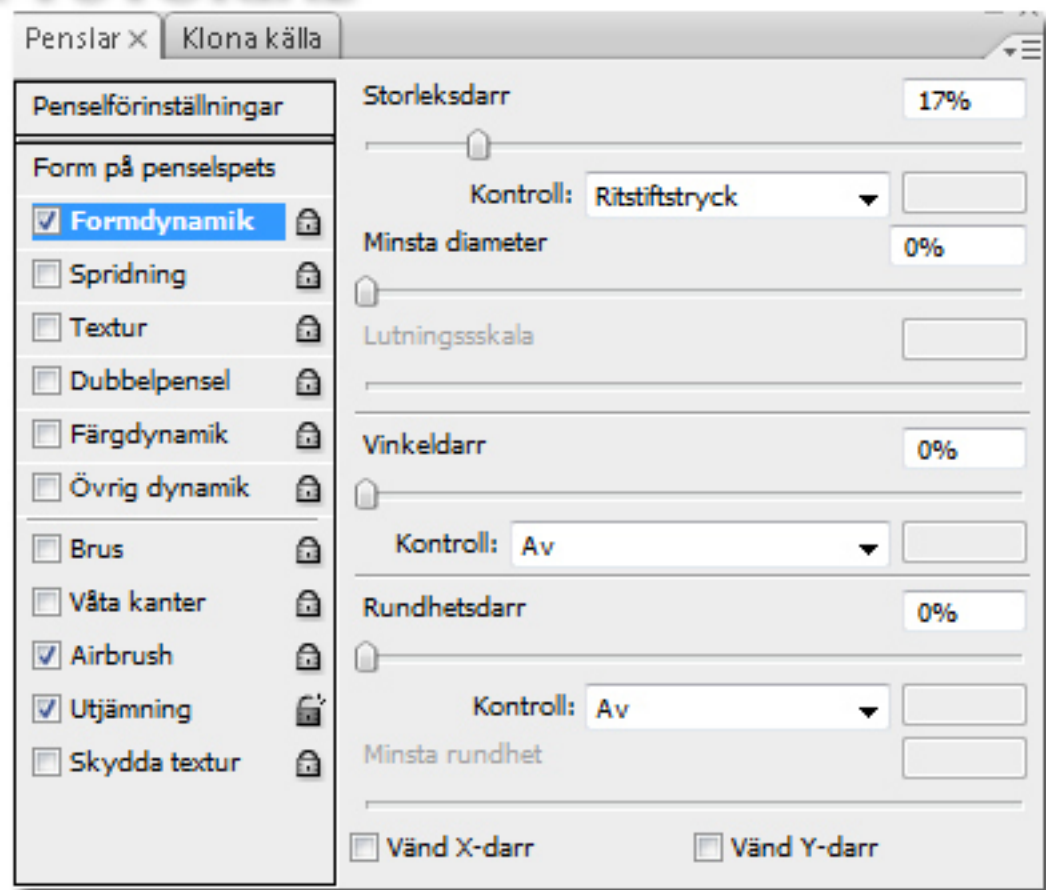 Penslar × Klona källa
Penselförinställningar
Form på penselspets
Formdynamik
Spridning
Textur
Dubbelpensel
Färgdynamik
Övrig dynamik
Brus
Våta kanter
Airbrush
Utjämning
Skydda textur
Storleksdarr 17%
Kontroll: Ritstiftstryck
Minsta diameter 0%
Lutningssskala
Vinkeldarr 0%
Kontroll: Av
Rundhetsdarr 0%
Kontroll: Av
Minsta rundhet
Vänd X-darr Vänd Y-darr